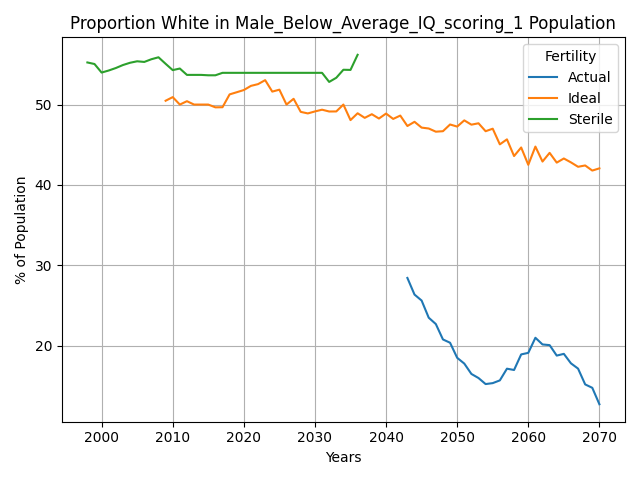 Proportion White in Male_Below_Average_IQ_scoring_1 Population
% of Population
50
40
30
20
2000 2010 2020 2030 2040 2050 2060 2070
Years
Fertility
Actual
Ideal
Sterile